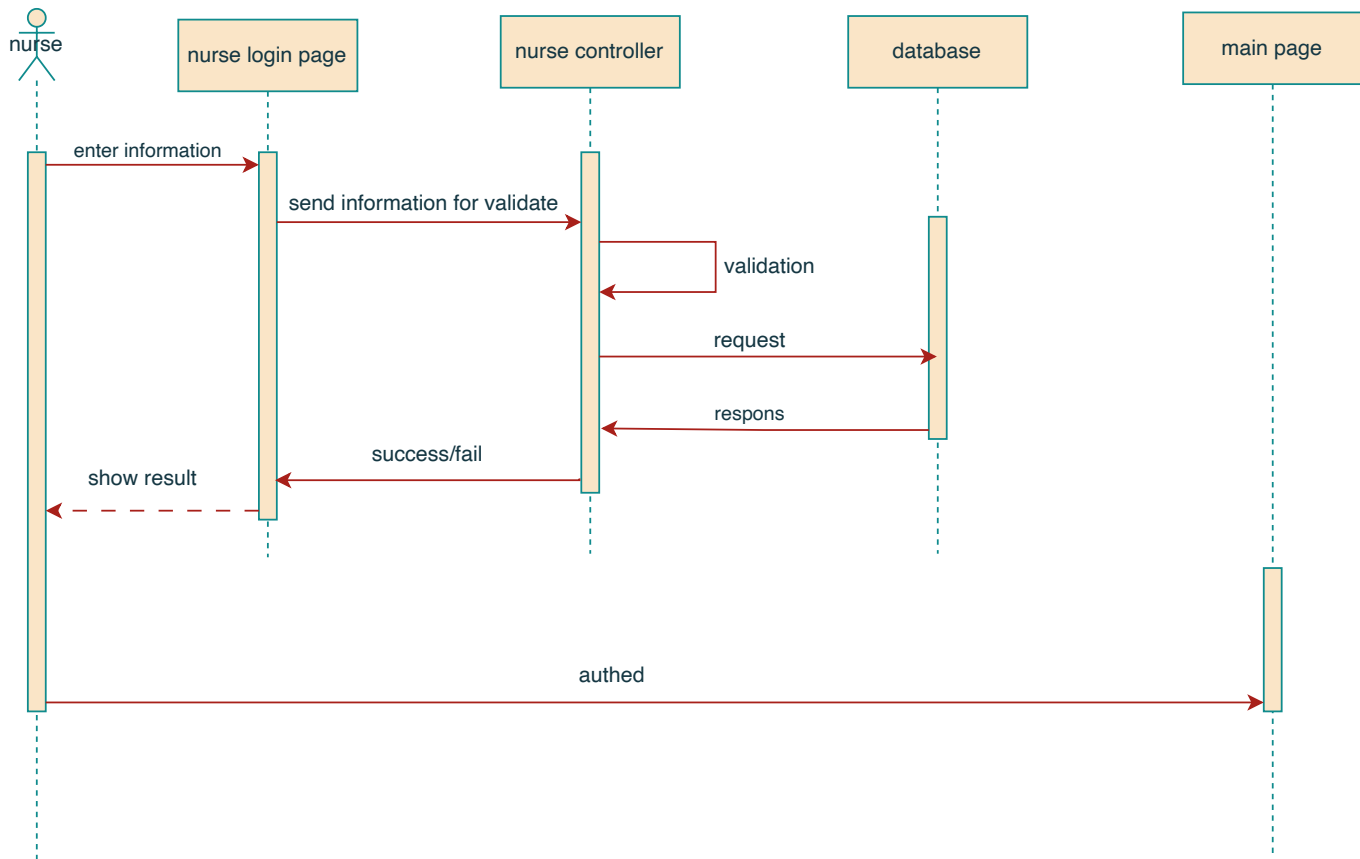 nurse
nurse login page
nurse controller
database
main page
enter information
send information for validate
validation
request
respons
success/fail
show result
authed